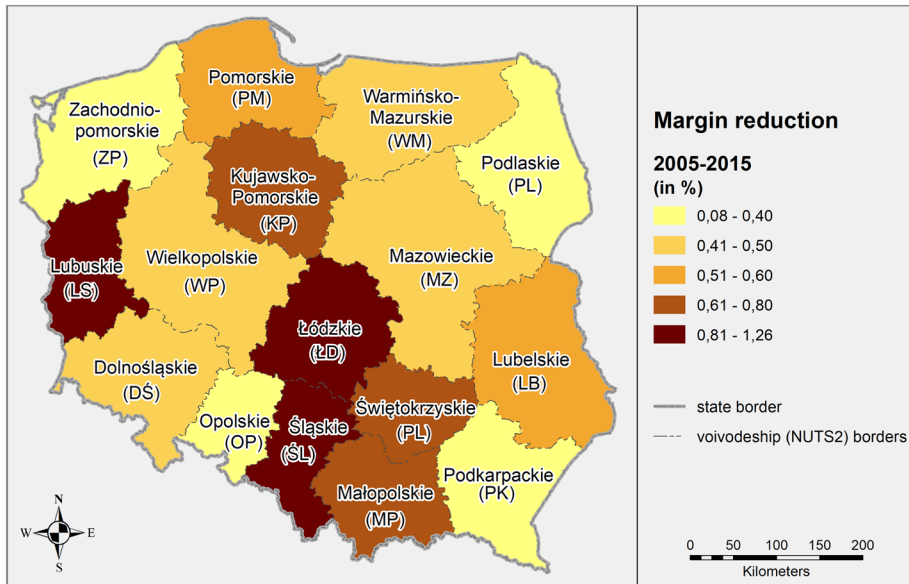 Pomorskie
(PM)
Zachodnio-
pomorskie
(ZP)
Warmińsko-
Mazurskie
(WM)
Podlaskie
(PL)
Kujawsko-
Pomorskie
(KP)
Lubuskie
(LS)
Wielkopolskie
(WP)
Mazowieckie
(MZ)
Łódzkie
(ŁD)
Lubelskie
(LB)
Dolnośląskie
(DŚ)
Opolskie
(OP)
Śląskie
(ŚL)
Świętokrzyskie
(PL)
Małopolskie
(MP)
Podkarpackie
(PK)
N
W E
S
Margin reduction
2005-2015
(in %)
0,08 - 0,40
0,41 - 0,50
0,51 - 0,60
0,61 - 0,80
0,81 - 1,26
state border
voivodeship (NUTS2) borders
0 50 100 150 200
Kilometers